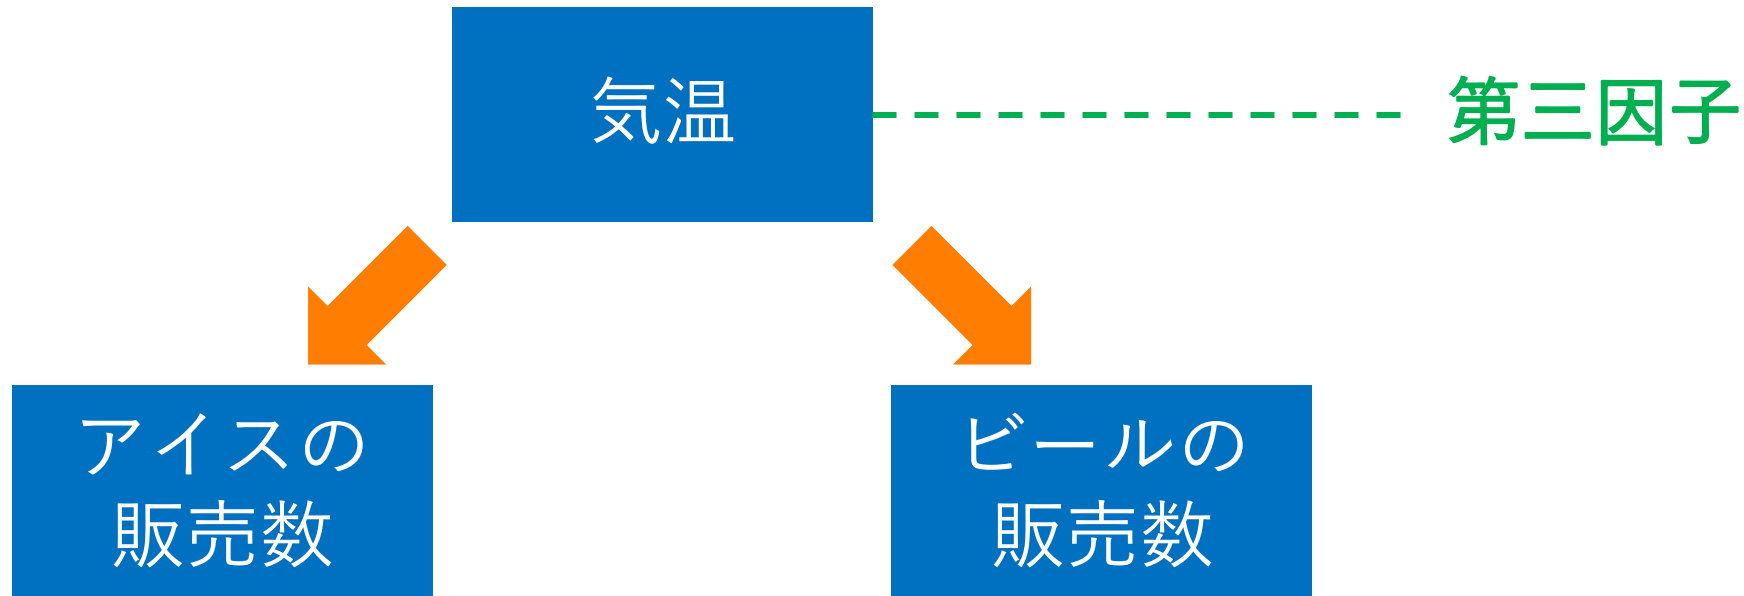 気温
第三因子
アイスの
販売数
ビールの
販売数